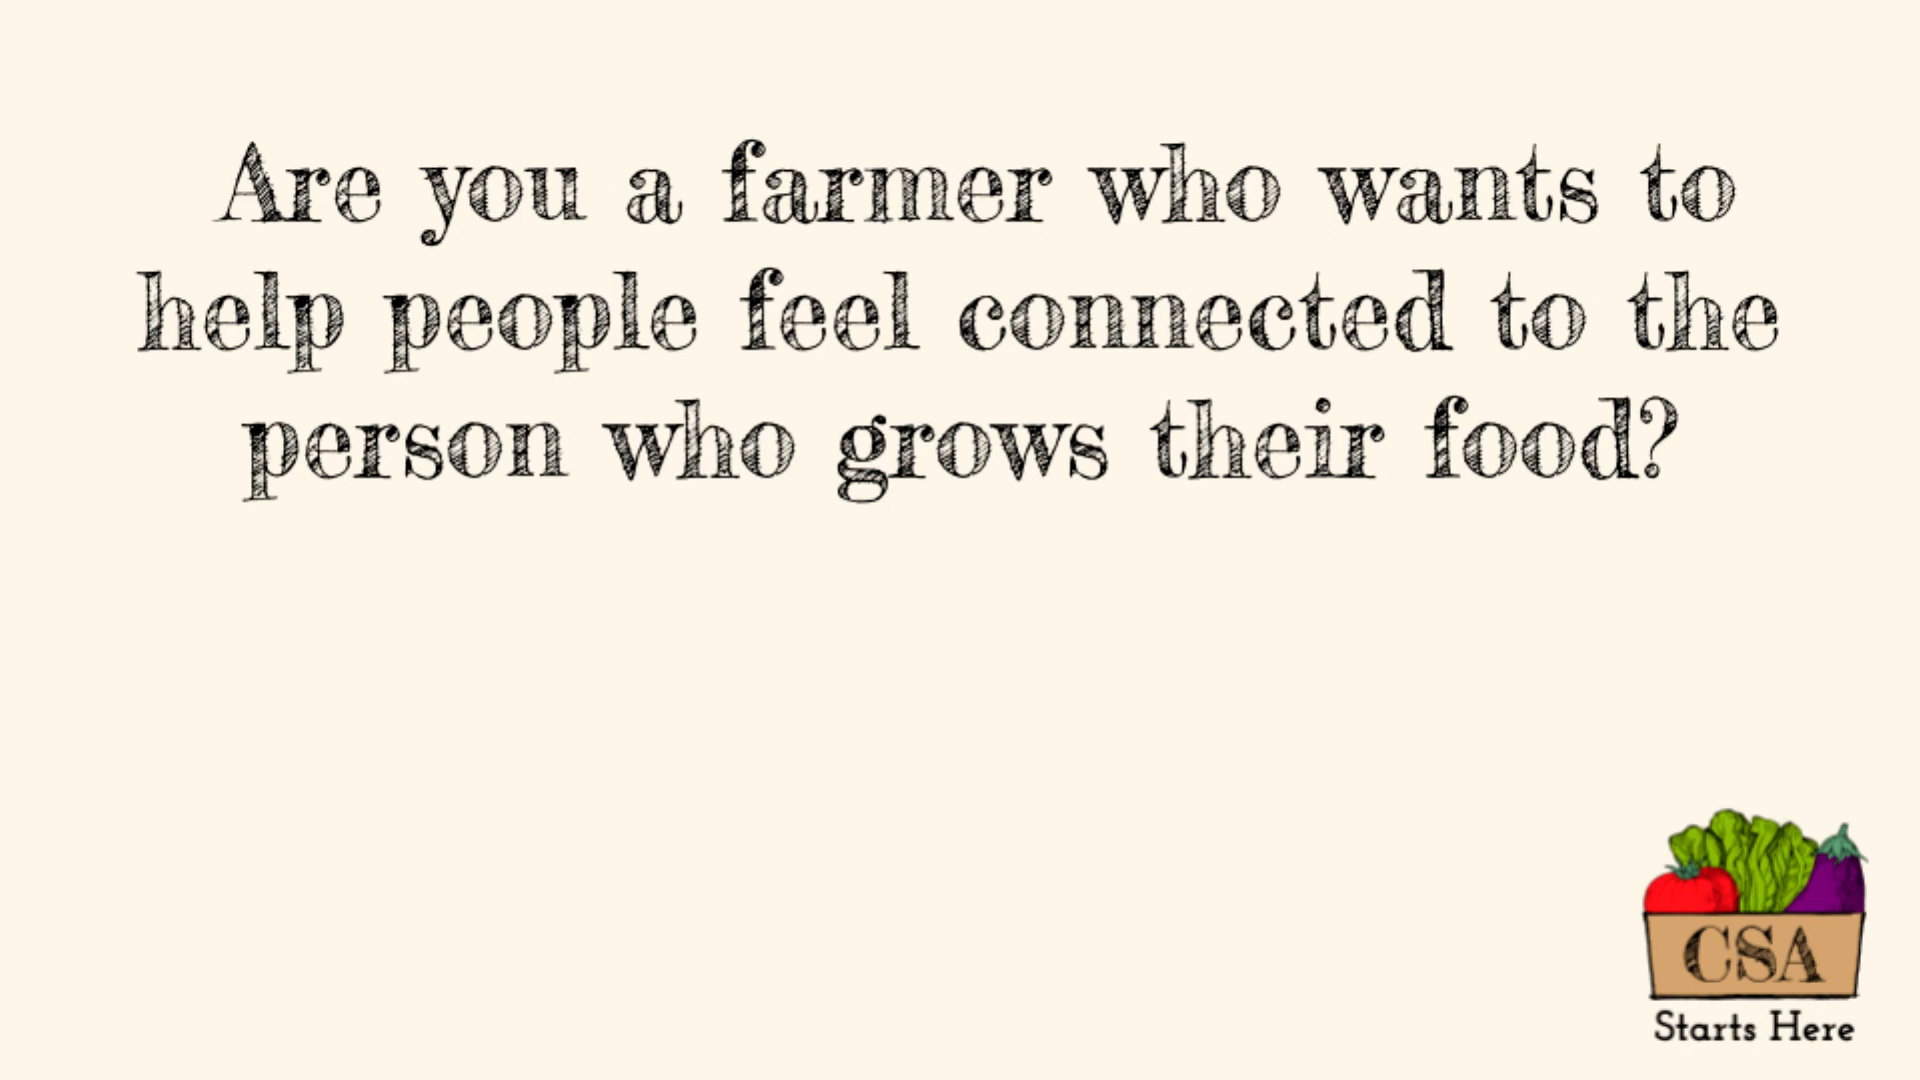 Are you a farmer who wants to
help people feel connected to the
person who grows their food?
CSA
Starts Here